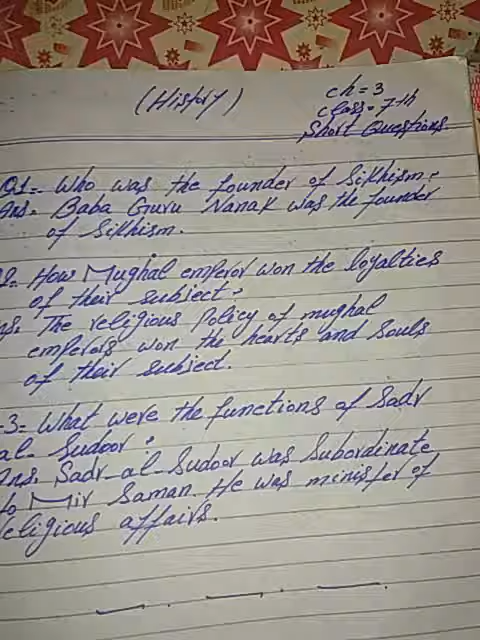 (History)
ch = 3
class = 7th
Short Questions.
Q1= Who was the founder of Sikhism?
Ans. Baba Guru Nanak was the founder
of Sikhism.
2= How Mughal emperor won the loyalties
of their subject?
ns. The religious Policy of mughal
emperors won the hearts and souls
of their subject.
-3= What were the functions of Sadr
al-Sudoor?
Ans. Sadr-al-Sudoor was Subordinate
to Mir Saman. He was minister of
religious affairs.